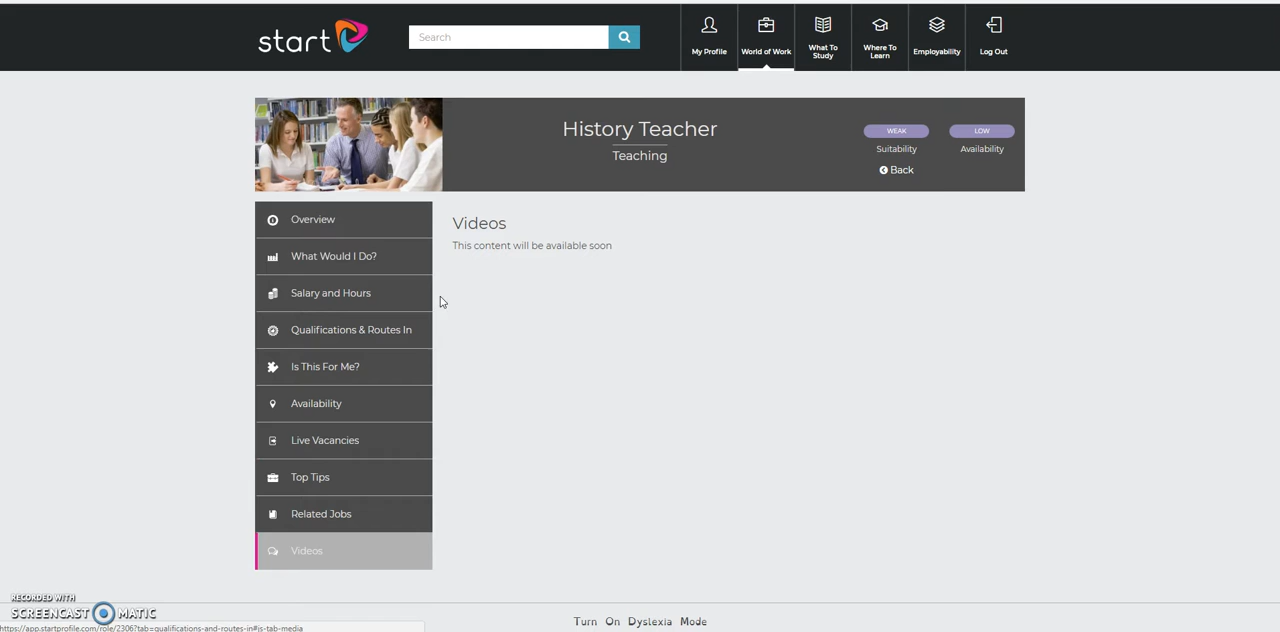 start
Search
My Profile
World of Work
What To
Study
Where To
Learn
Employability
Log Out
History Teacher
Teaching
WEAK
Suitability
LOW
Availability
Back
Overview
What Would I Do?
Salary and Hours
Qualifications & Routes In
Is This For Me?
Availability
Live Vacancies
Top Tips
Related Jobs
Videos
Videos
This content will be available soon
RECORDED WITH
SCREENCAST MATIC
https://app.startprofile.com/role/2306?tab=qualifications-and-routes-in#js-tab-media
Turn On Dyslexia Mode